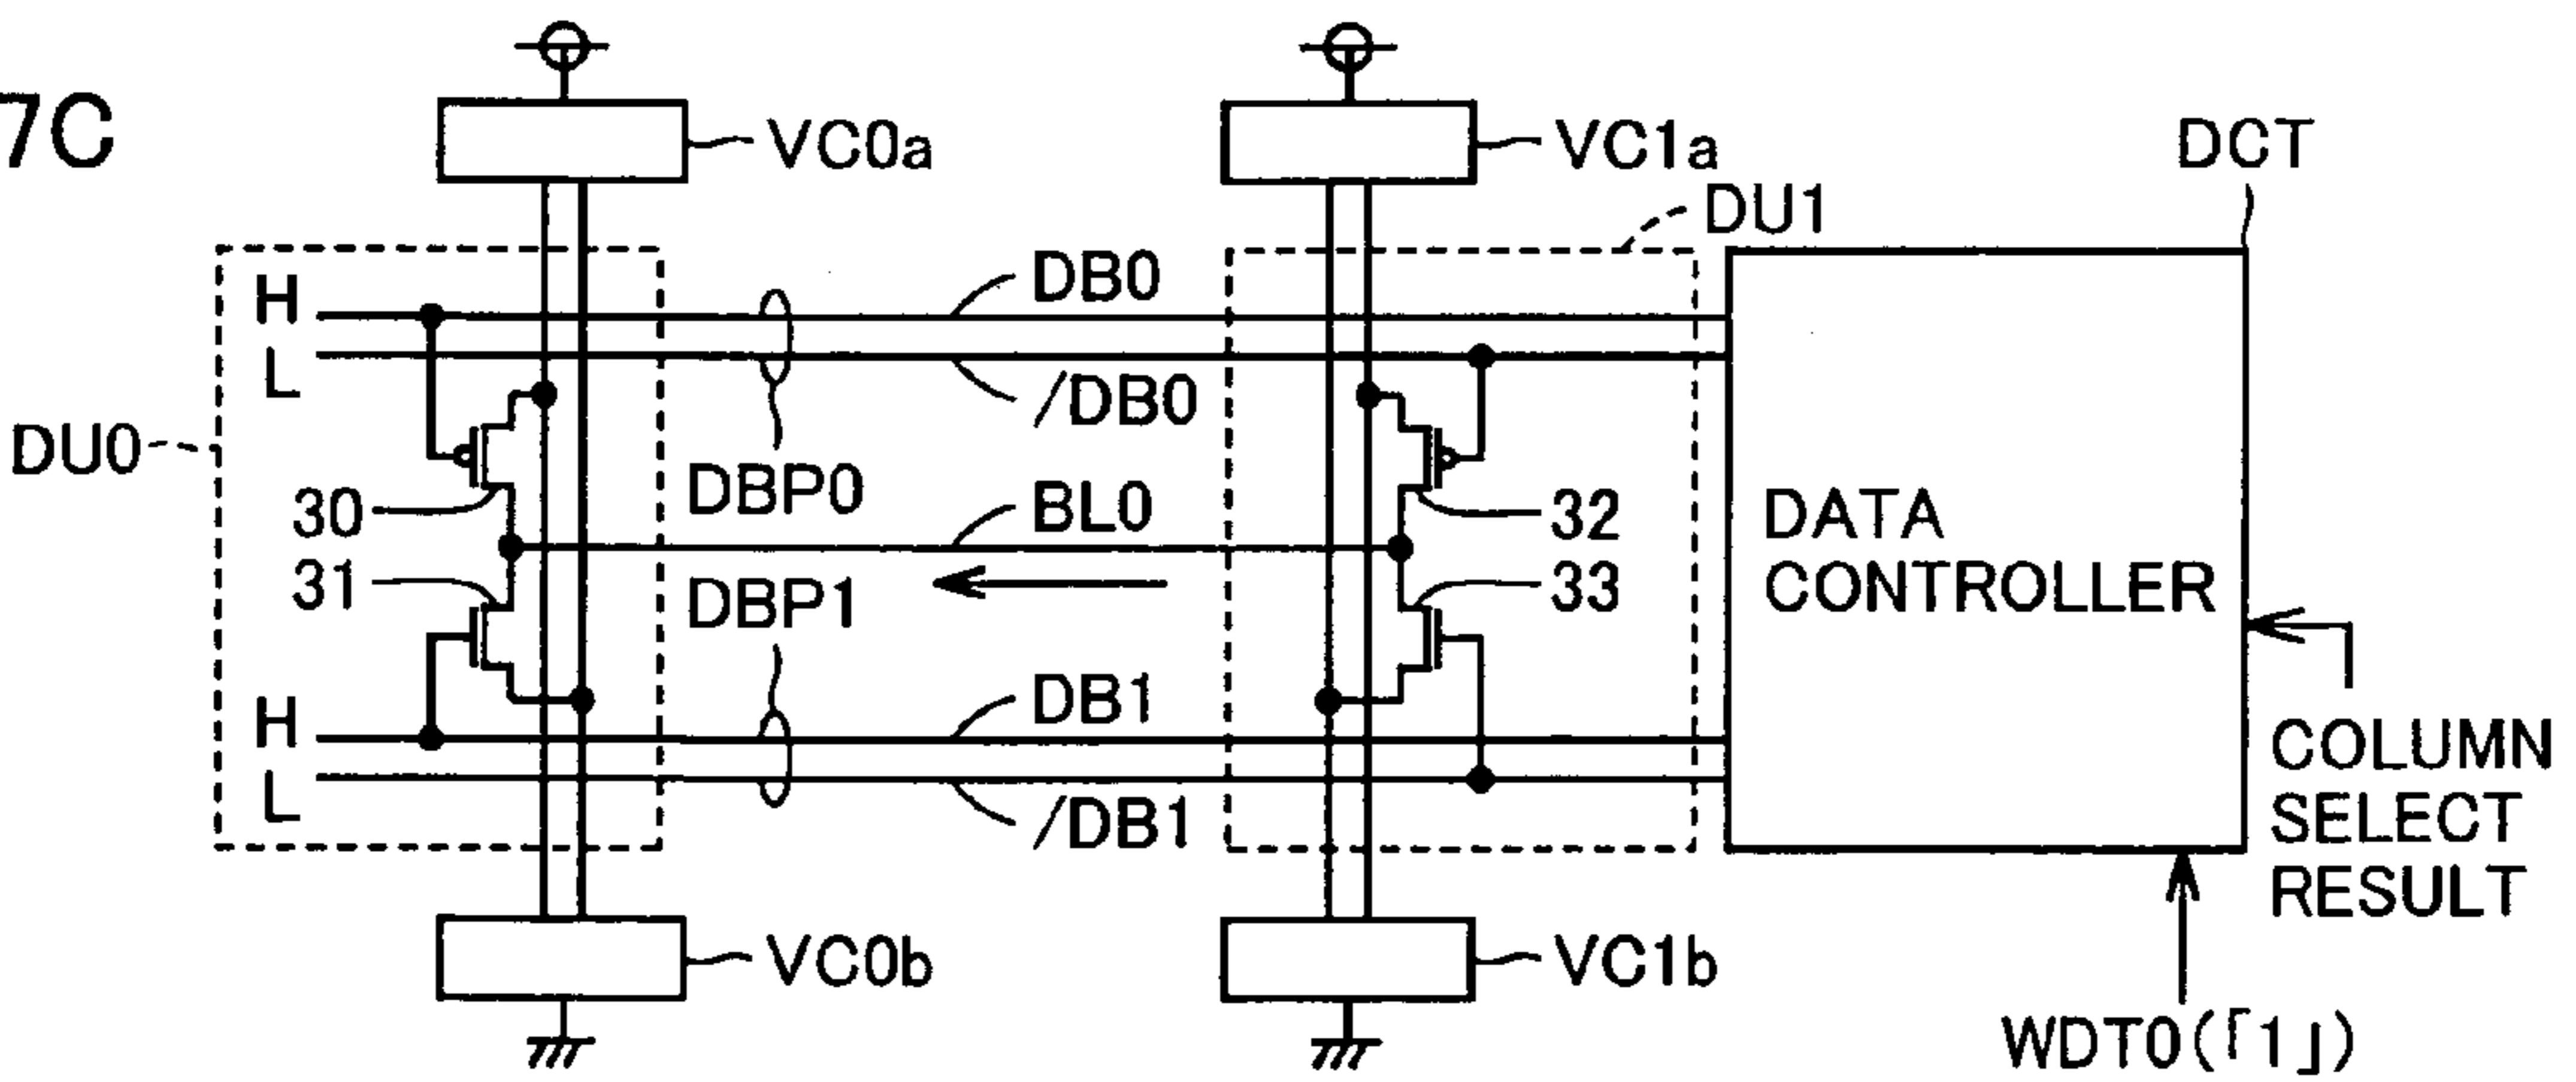 7C
VC0a
VC1a
DCT
DU1
H
DB0
L
/DB0
DU0
DBP0
30
BL0
32
DATA
CONTROLLER
31
DBP1
33
H
DB1
L
/DB1
COLUMN
SELECT
RESULT
VC0b
VC1b
WDT0(「1」)